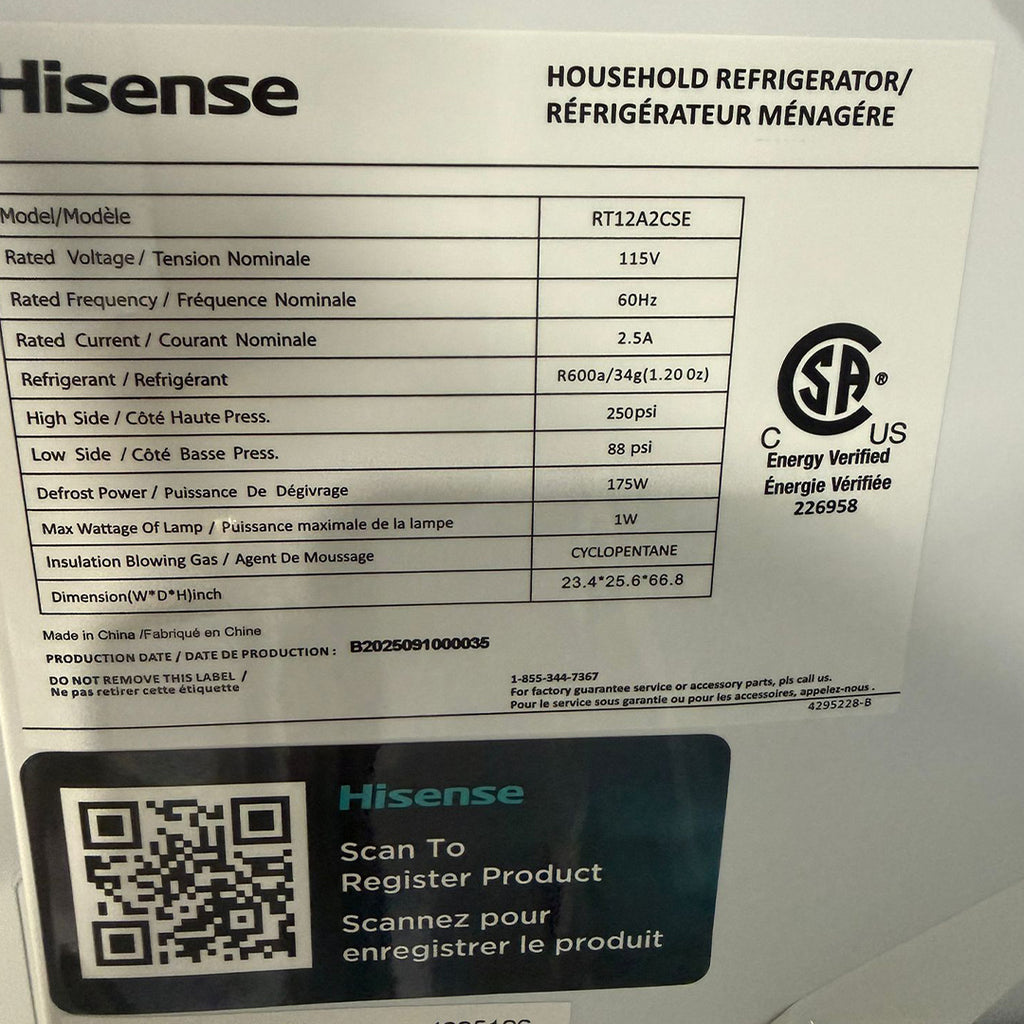 Hisense
HOUSEHOLD REFRIGERATOR/
RÉFRIGÉRATEUR MÉNAGÉRE
Model/Modèle RT12A2CSE
Rated Voltage / Tension Nominale 115V
Rated Frequency / Fréquence Nominale 60Hz
Rated Current / Courant Nominale 2.5A
Refrigerant / Refrigérant R600a/34g(1.20 Oz)
High Side / Côté Haute Press. 250psi
Low Side / Côté Basse Press. 88 psi
Defrost Power / Puissance De Dégivrage 175W
Max Wattage Of Lamp / Puissance maximale de la lampe 1W
Insulation Blowing Gas / Agent De Moussage CYCLOPENTANE
Dimension(W*D*H)inch 23.4*25.6*66.8
SA ®
C US
Energy Verified
Énergie Vérifiée
226958
Made in China /Fabriqué en Chine
PRODUCTION DATE / DATE DE PRODUCTION : B2025091000035
DO NOT REMOVE THIS LABEL /
Ne pas retirer cette étiquette
1-855-344-7367
For factory guarantee service or accessory parts, pls call us.
Pour le service sous garantie ou pour les accessoires, appelez-nous .
4295228-B
Hisense
Scan To
Register Product
Scannez pour
enregistrer le produit